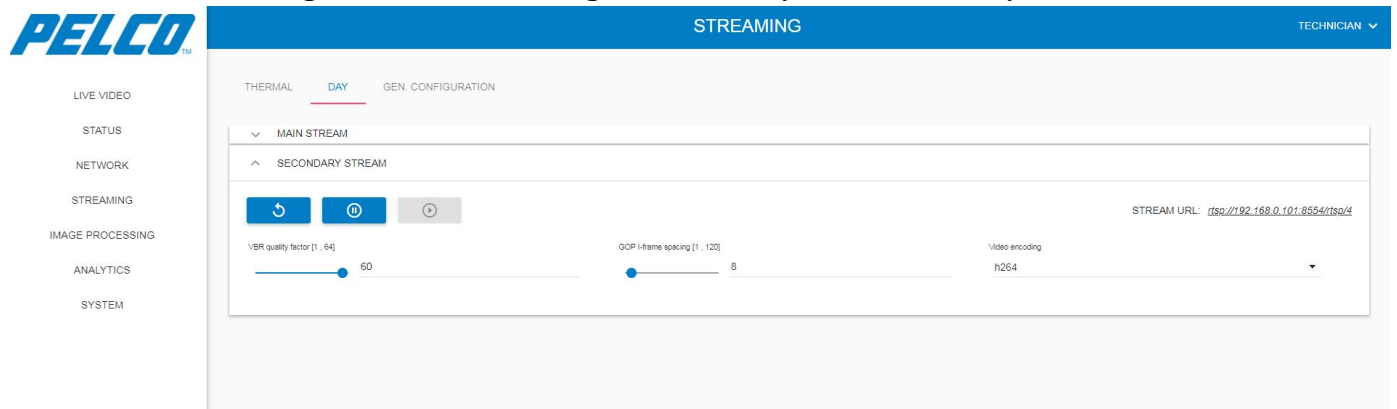 PELCO
TM
STREAMING
TECHNICIAN
LIVE VIDEO
STATUS
NETWORK
STREAMING
IMAGE PROCESSING
ANALYTICS
SYSTEM
THERMAL DAY GEN. CONFIGURATION
MAIN STREAM
SECONDARY STREAM
STREAM URL: rtsp://192.168.0.101:8554/rtsp/4
VBR quality factor [1 , 64] GOP I-frame spacing [1 , 120] Video encoding
60 8 h264